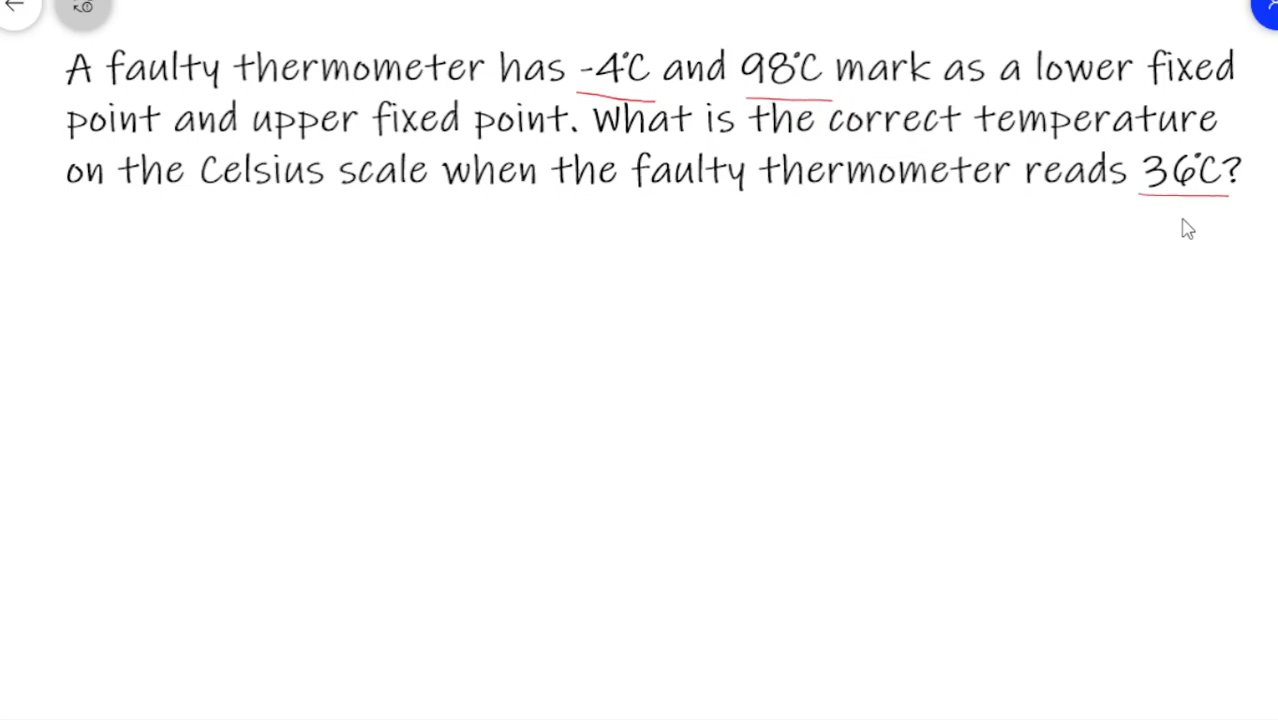 A faulty thermometer has -4°C and 98°C mark as a lower fixed
point and upper fixed point. What is the correct temperature
on the Celsius scale when the faulty thermometer reads 36°C?